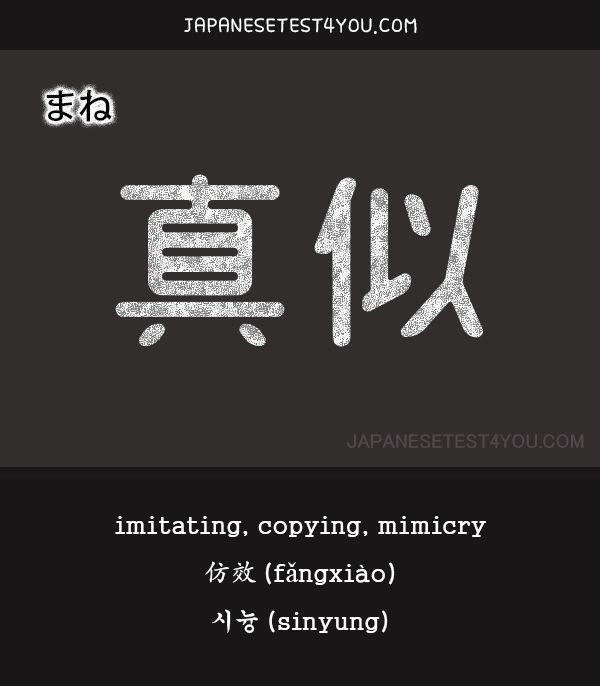 JAPANESETEST4YOU.COM
まね
真似
JAPANESETEST4YOU.COM
imitating, copying, mimicry
仿效 (fǎngxiào)
시늉 (sinyung)